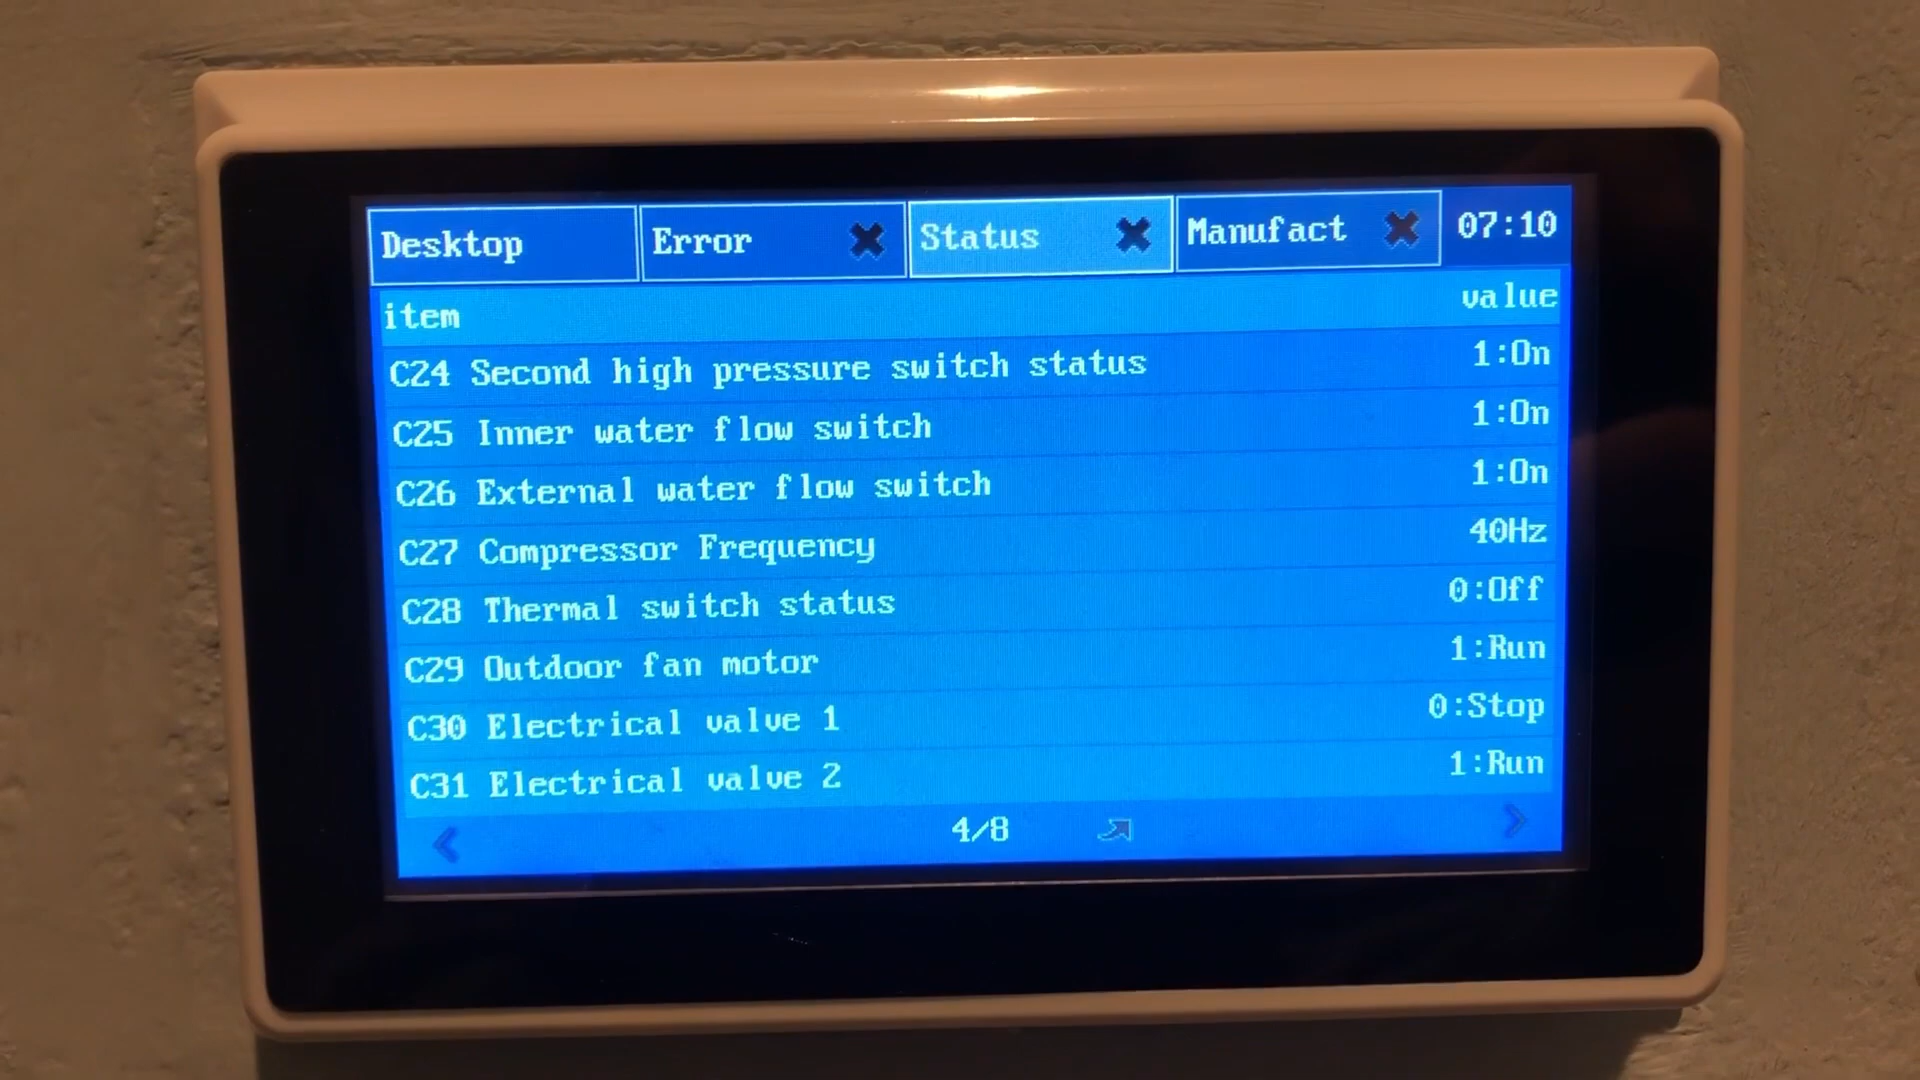 Desktop Error Status Manufact 07:10
item value
C24 Second high pressure switch status 1:On
C25 Inner water flow switch 1:On
C26 External water flow switch 1:On
C27 Compressor Frequency 40Hz
C28 Thermal switch status 0:Off
C29 Outdoor fan motor 1:Run
C30 Electrical valve 1 0:Stop
C31 Electrical valve 2 1:Run
4/8